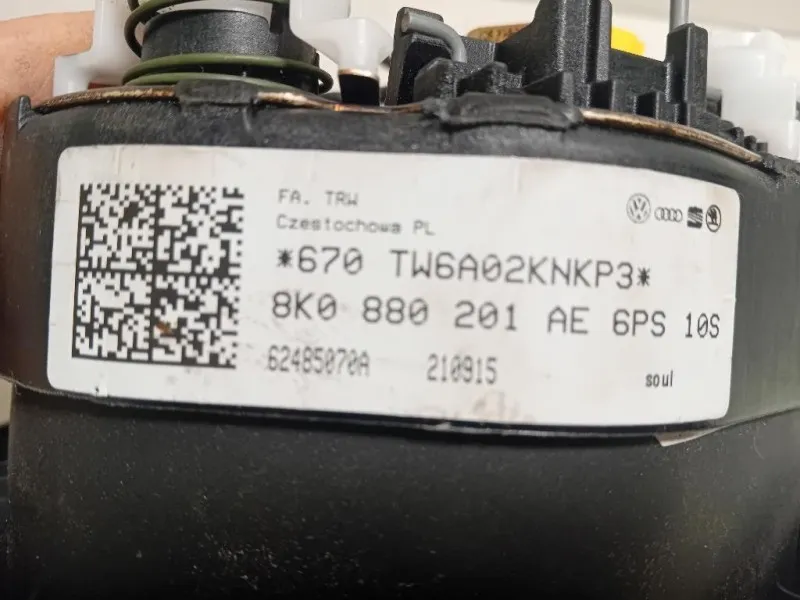 FA. TRW
Czestochowa PL
*670 TW6A02KNKP3*
8K0 880 201 AE 6PS 10S
62485070A 210915
soul